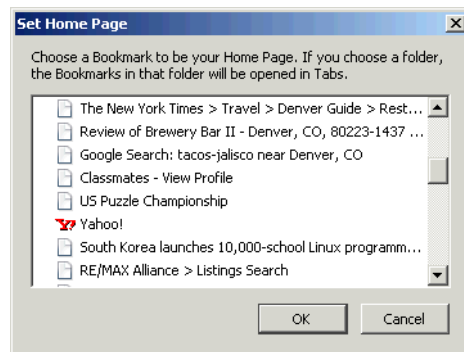 Set Home Page
Choose a Bookmark to be your Home Page. If you choose a folder,
the Bookmarks in that folder will be opened in Tabs.
The New York Times > Travel > Denver Guide > Rest...
Review of Brewery Bar II - Denver, CO, 80223-1437 ...
Google Search: tacos-jalisco near Denver, CO
Classmates - View Profile
US Puzzle Championship
Yahoo!
South Korea launches 10,000-school Linux programm...
RE/MAX Alliance > Listings Search
OK Cancel